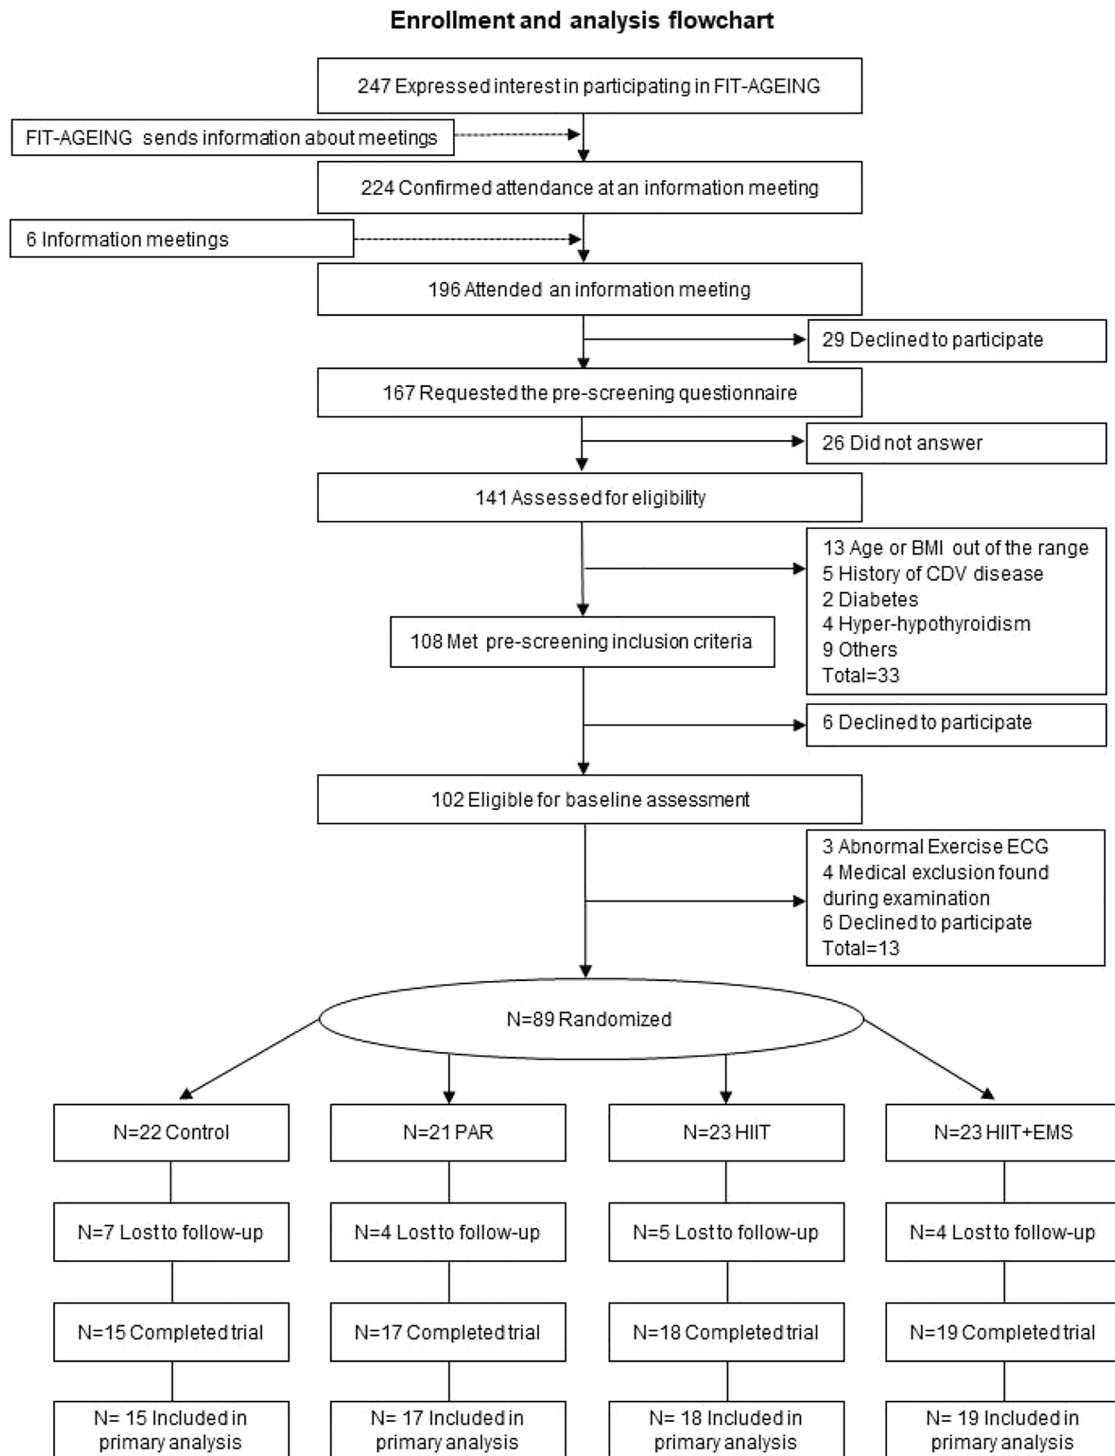 Enrollment and analysis flowchart
247 Expressed interest in participating in FIT-AGEING
FIT-AGEING sends information about meetings
224 Confirmed attendance at an information meeting
6 Information meetings
196 Attended an information meeting
29 Declined to participate
167 Requested the pre-screening questionnaire
26 Did not answer
141 Assessed for eligibility
13 Age or BMI out of the range
5 History of CDV disease
2 Diabetes
4 Hyper-hypothyroidism
9 Others
Total=33
108 Met pre-screening inclusion criteria
6 Declined to participate
102 Eligible for baseline assessment
3 Abnormal Exercise ECG
4 Medical exclusion found
during examination
6 Declined to participate
Total=13
N=89 Randomized
N=22 Control
N=21 PAR
N=23 HIIT
N=23 HIIT+EMS
N=7 Lost to follow-up
N=4 Lost to follow-up
N=5 Lost to follow-up
N=4 Lost to follow-up
N=15 Completed trial
N=17 Completed trial
N=18 Completed trial
N=19 Completed trial
N= 15 Included in
primary analysis
N= 17 Included in
primary analysis
N= 18 Included in
primary analysis
N= 19 Included in
primary analysis